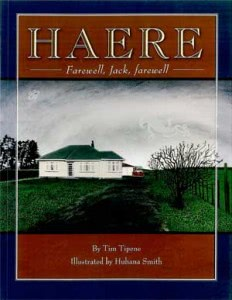 HAERE
Farewell, Jack, farewell
By Tim Tipene
Illustrated by Huhana Smith